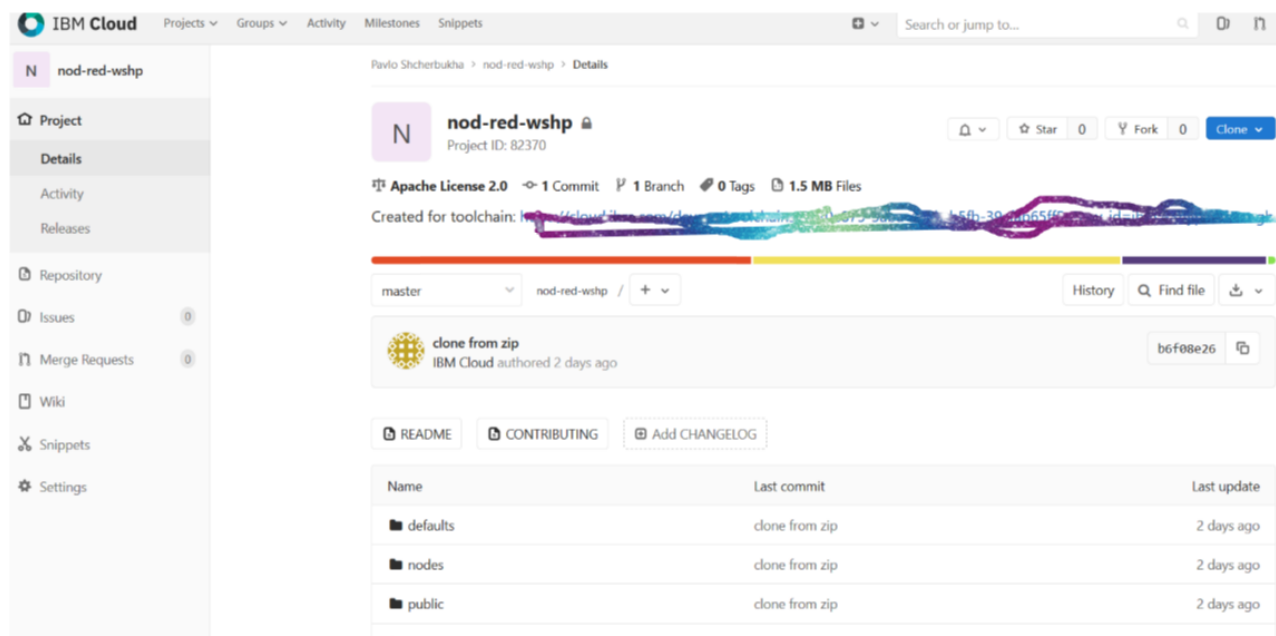 IBM Cloud Projects Groups Activity Milestones Snippets Search or jump to...
N nod-red-wshp
Pavlo Shcherbukha > nod-red-wshp > Details
Project
Details
Activity
Releases
Repository
Issues 0
Merge Requests 0
Wiki
Snippets
Settings
N
nod-red-wshp
Project ID: 82370
Star 0 Fork 0 Clone
Apache License 2.0 1 Commit 1 Branch 0 Tags 1.5 MB Files
Created for toolchain:
master nod-red-wshp / + History Find file
clone from zip
IBM Cloud authored 2 days ago
b6f08e26
README CONTRIBUTING Add CHANGELOG
Name Last commit Last update
defaults clone from zip 2 days ago
nodes clone from zip 2 days ago
public clone from zip 2 days ago